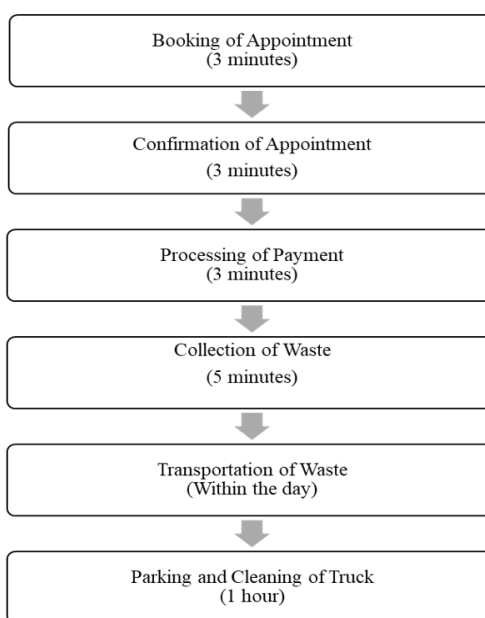 Booking of Appointment
(3 minutes)
Confirmation of Appointment
(3 minutes)
Processing of Payment
(3 minutes)
Collection of Waste
(5 minutes)
Transportation of Waste
(Within the day)
Parking and Cleaning of Truck
(1 hour)